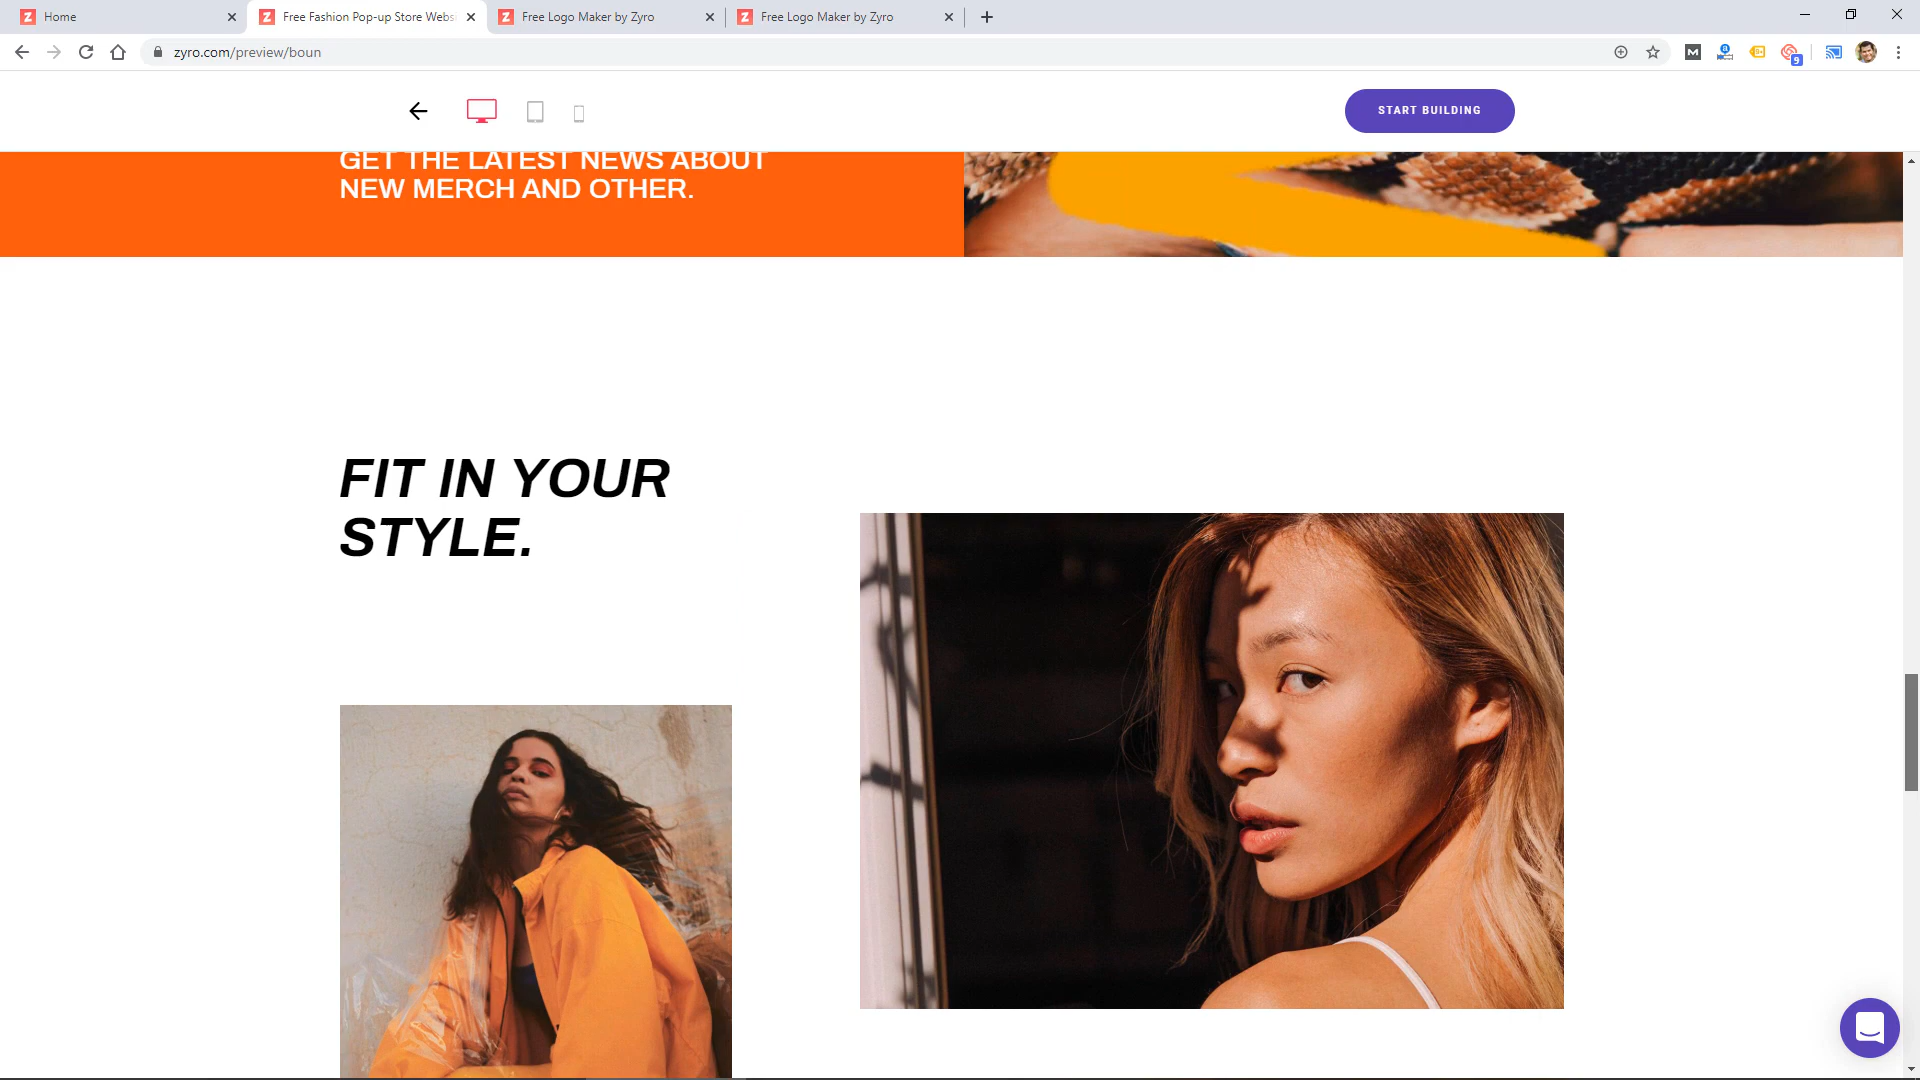 Home
Free Fashion Pop-up Store Webs
Free Logo Maker by Zyro
Free Logo Maker by Zyro
zyro.com/preview/boun
9
START BUILDING
GET THE LATEST NEWS ABOUT
NEW MERCH AND OTHER.
FIT IN YOUR
STYLE.